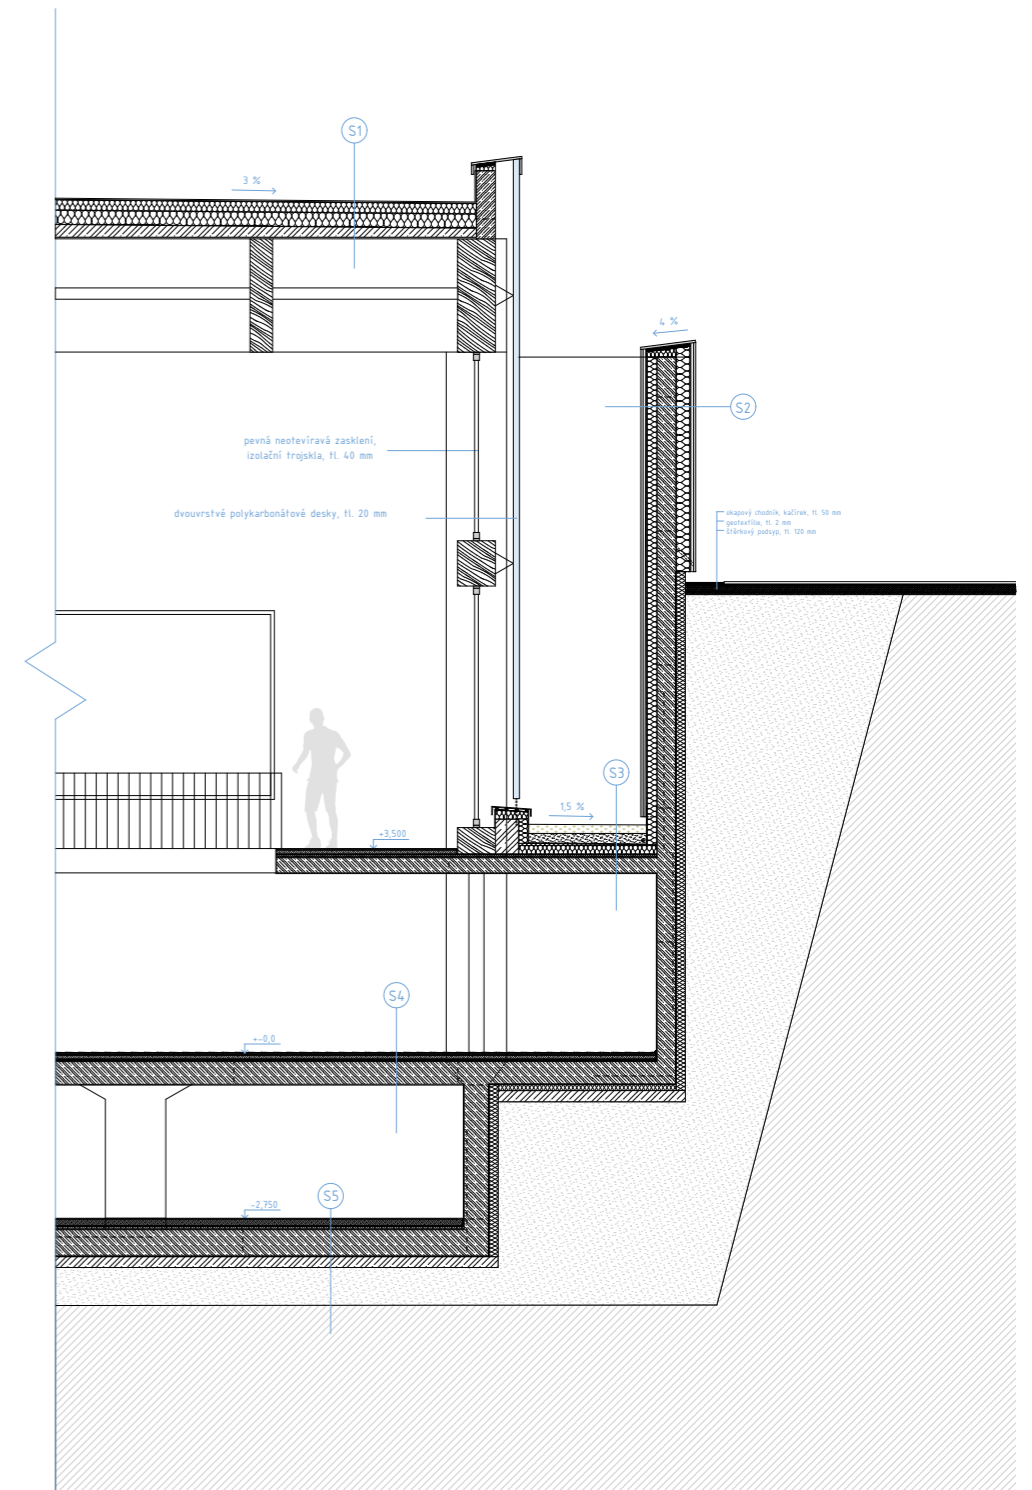 S1
3 %
4 %
S2
pevná neotevíravá zasklení,
izolační trojskla, tl. 40 mm
dvouvrstvé polykarbonátové desky, tl. 20 mm
okapový chodník, kačírek, tl. 50 mm
geotextilie, tl. 2 mm
štěrkový podsyp, tl. 120 mm
S3
1,5 %
+3,500
S4
+-0,0
S5
-2,750